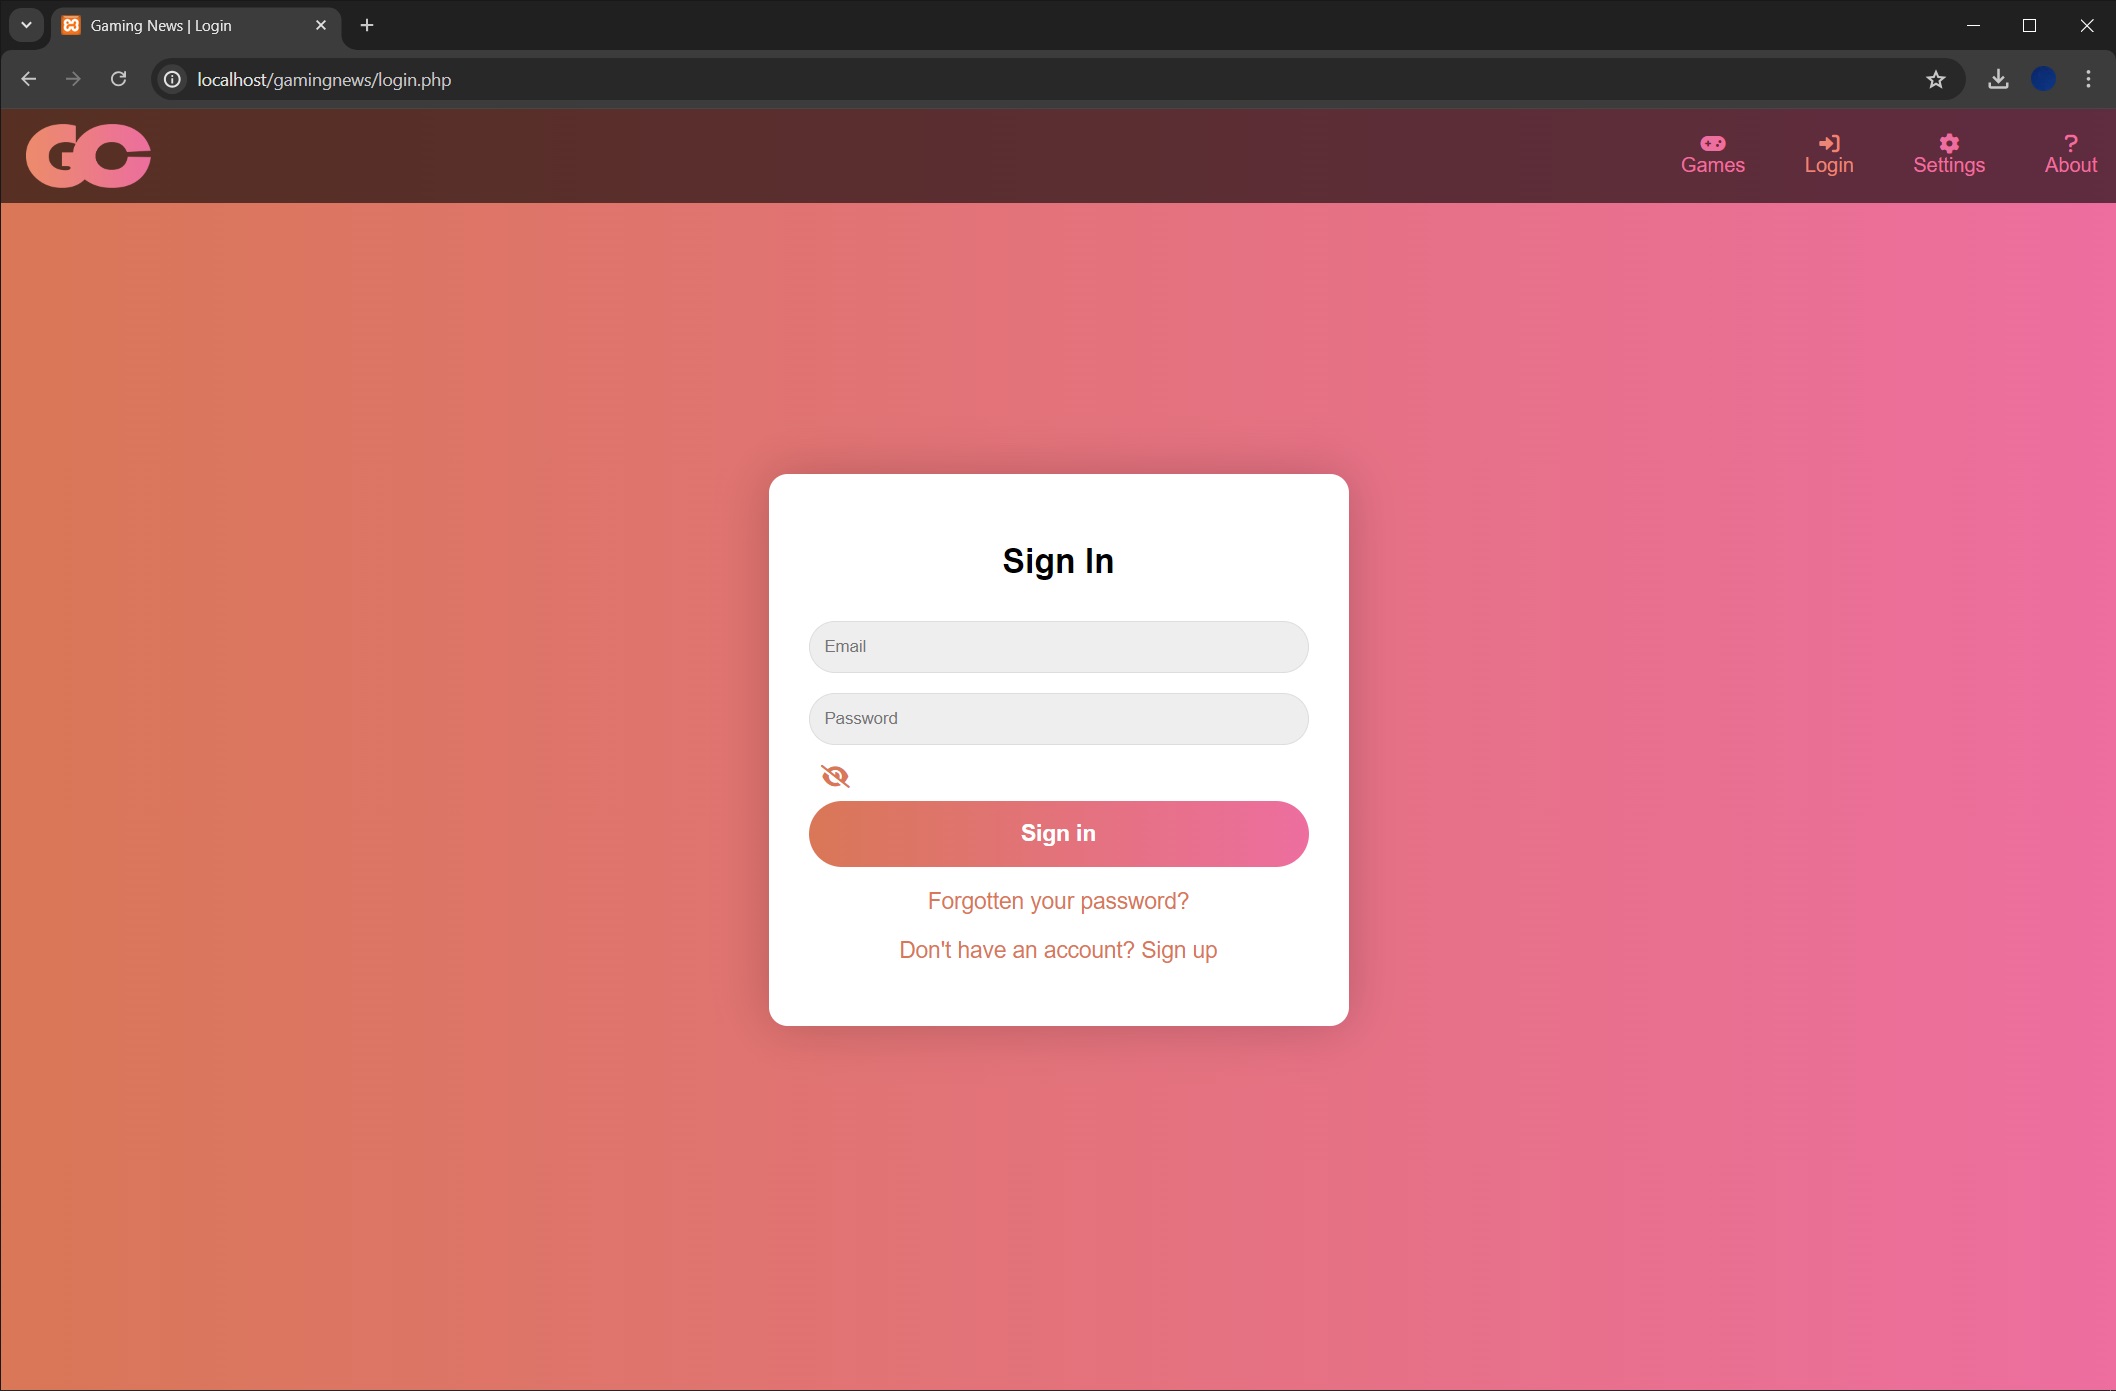 Gaming News | Login
localhost/gamingnews/login.php
GC
Games
Login
Settings
? About
Sign In
Email
Password
Sign in
Forgotten your password?
Don't have an account? Sign up